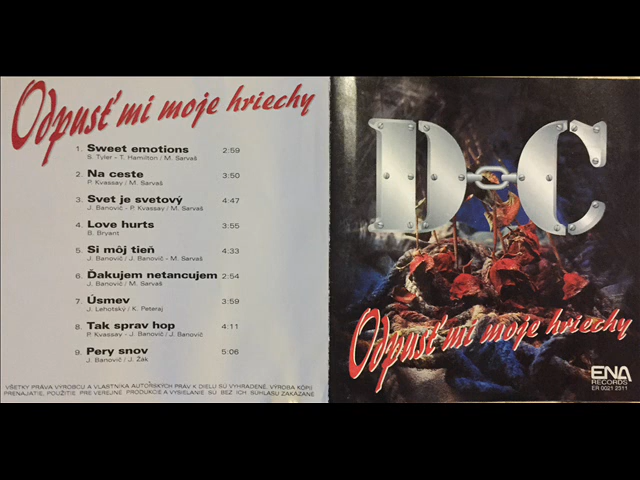 Odpusť mi moje hriechy
1. Sweet emotions 2:59
S. Tyler - T. Hamilton / M. Sarvaš
2. Na ceste 3:50
P. Kvassay / M. Sarvaš
3. Svet je svetový 4:47
J. Banovič - P. Kvassay / M. Sarvaš
4. Love hurts 3:55
B. Bryant
5. Si môj tieň 4:33
J. Banovič / J. Banovič - M. Sarvaš
6. Ďakujem netancujem 2:54
J. Banovič / M. Sarvaš
7. Úsmev 3:59
J. Lehotský / K. Peteraj
8. Tak sprav hop 4:11
P. Kvassay - J. Banovič / J. Banovič
9. Pery snov 5:06
J. Banovič / J. Žák
VŠETKY PRÁVA VÝROBCU A VLASTNÍKA AUTORSKÝCH PRÁV K DIELU SÚ VYHRADENÉ. VÝROBA KÓPIÍ
PRENAJATIE, POUŽITIE PRE VEREJNÉ PRODUKCIE A VYSIELANIE SÚ BEZ ICH SÚHLASU ZAKÁZANÉ
D-C
Odpusť mi moje hriechy
ENA
RECORDS
ER 0021 2311